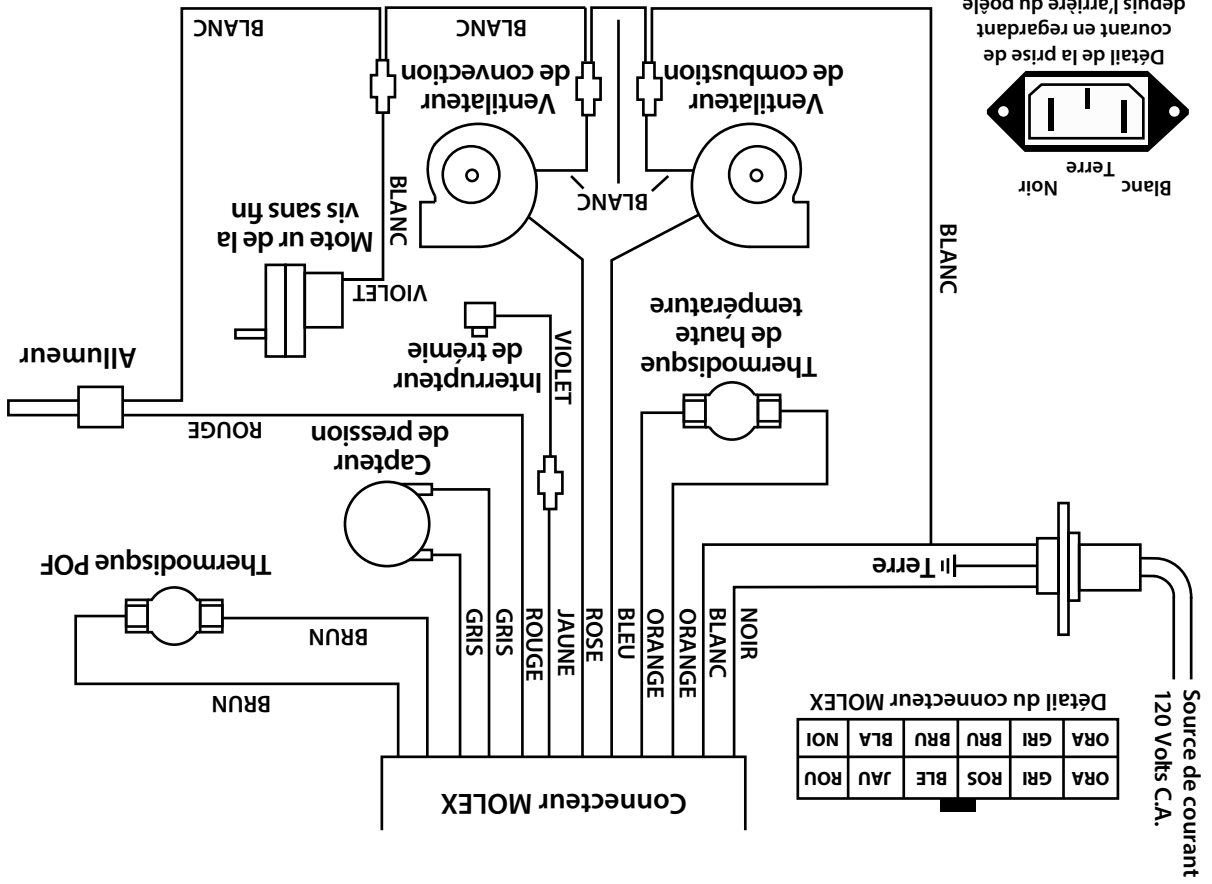 Source de courant
120 Volts C.A.
Connecteur MOLEX
ORA GRI ROS BLE JAU ROU
ORA GRI BRU BRU BLA NOI
Détail du connecteur MOLEX
NOIR
BLANC
ORANGE
ORANGE
BLEU
ROSE
JAUNE
ROUGE
GRIS
GRIS
BRUN
BRUN
Thermodisque POF
Terre
Capteur
de pression
ROUGE
Allumeur
Thermodisque
de haute
température
VIOLET
Interrupteur
de trémie
VIOLET
Mote ur de la
vis sans fin
BLANC
BLANC
BLANC
Ventilateur
de combustion
Ventilateur
de convection
BLANC
BLANC
Blanc
Terre
Noir
Détail de la prise de
courant en regardant
depuis l'arrière du poêle